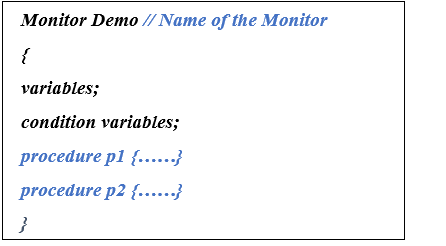 Monitor Demo // Name of the Monitor
{
variables;
condition variables;
procedure p1 {......}
procedure p2 {......}
}